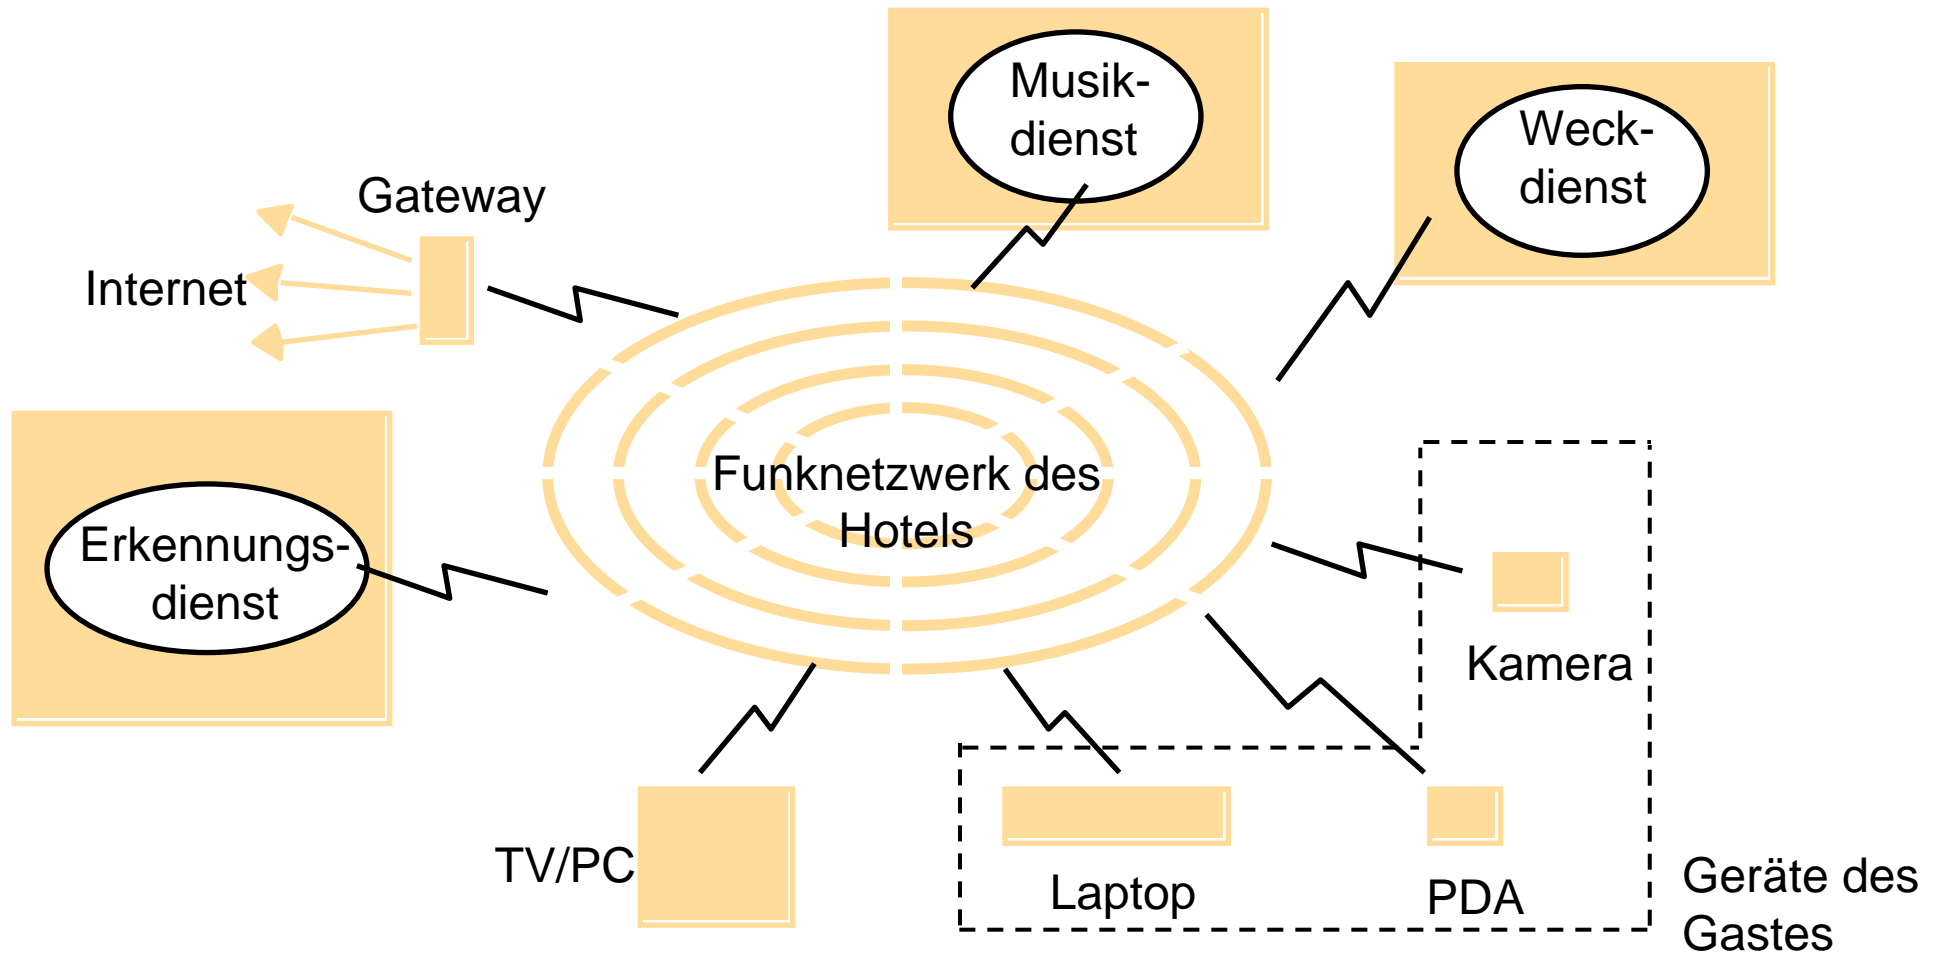 Musik-
dienst
Weck-
dienst
Gateway
Internet
Funknetzwerk des
Hotels
Erkennungs-
dienst
Kamera
TV/PC
Laptop
PDA
Geräte des
Gastes